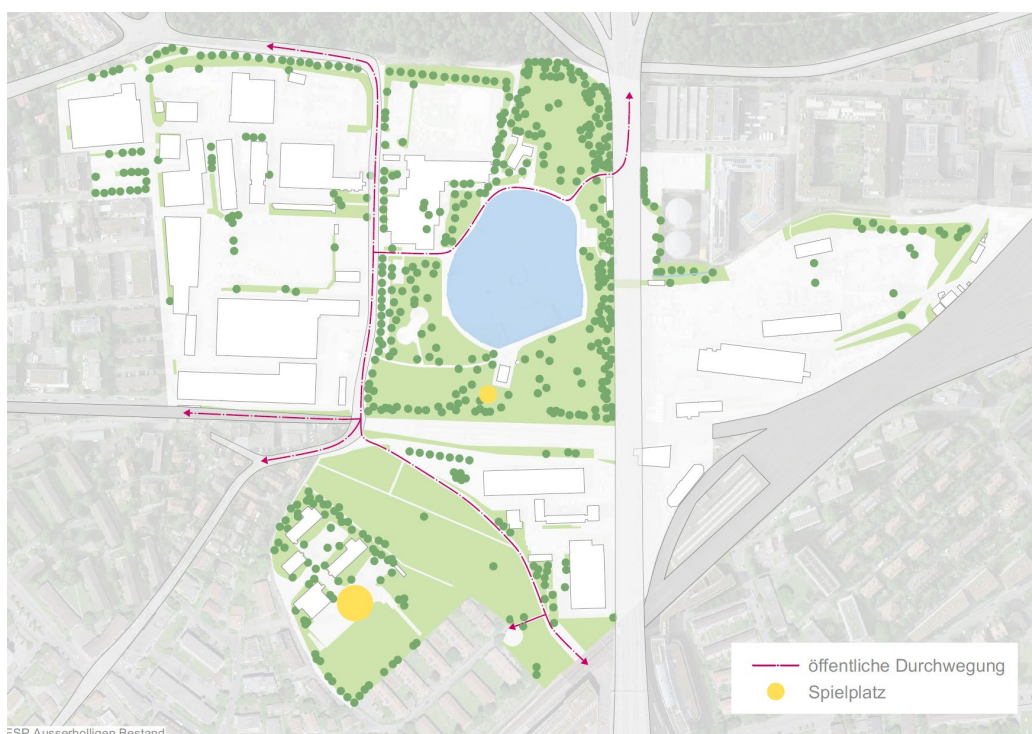 öffentliche Durchwegung
Spielplatz
ESP Ausserholligen Bestand